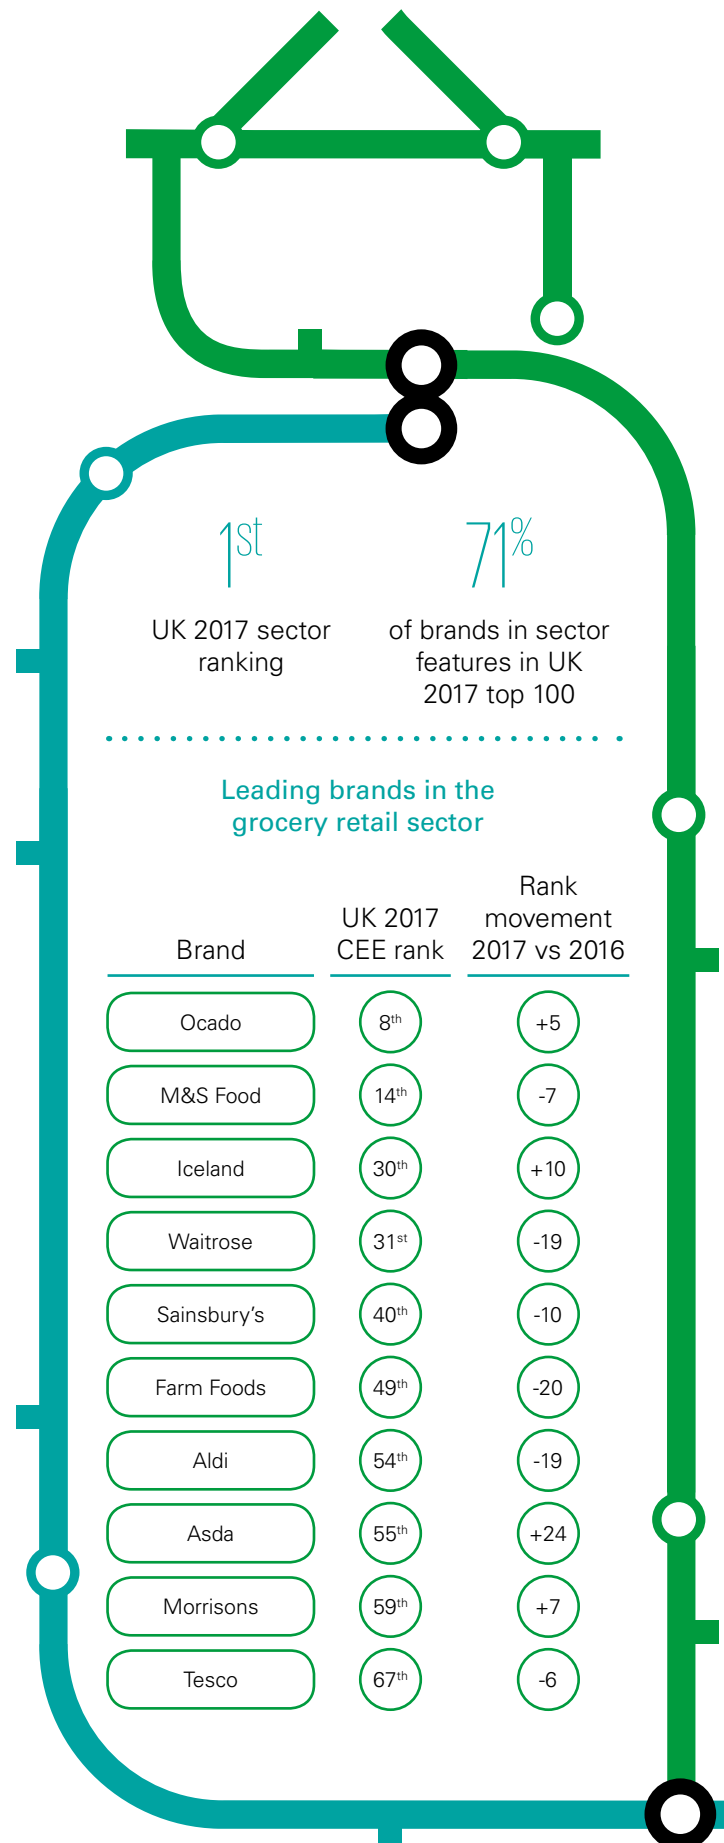 1st
71%
UK 2017 sector
ranking
of brands in sector
features in UK
2017 top 100
Leading brands in the
grocery retail sector
Brand
UK 2017
CEE rank
Rank
movement
2017 vs 2016
Ocado 8th +5
M&S Food 14th -7
Iceland 30th +10
Waitrose 31st -19
Sainsbury's 40th -10
Farm Foods 49th -20
Aldi 54th -19
Asda 55th +24
Morrisons 59th +7
Tesco 67th -6